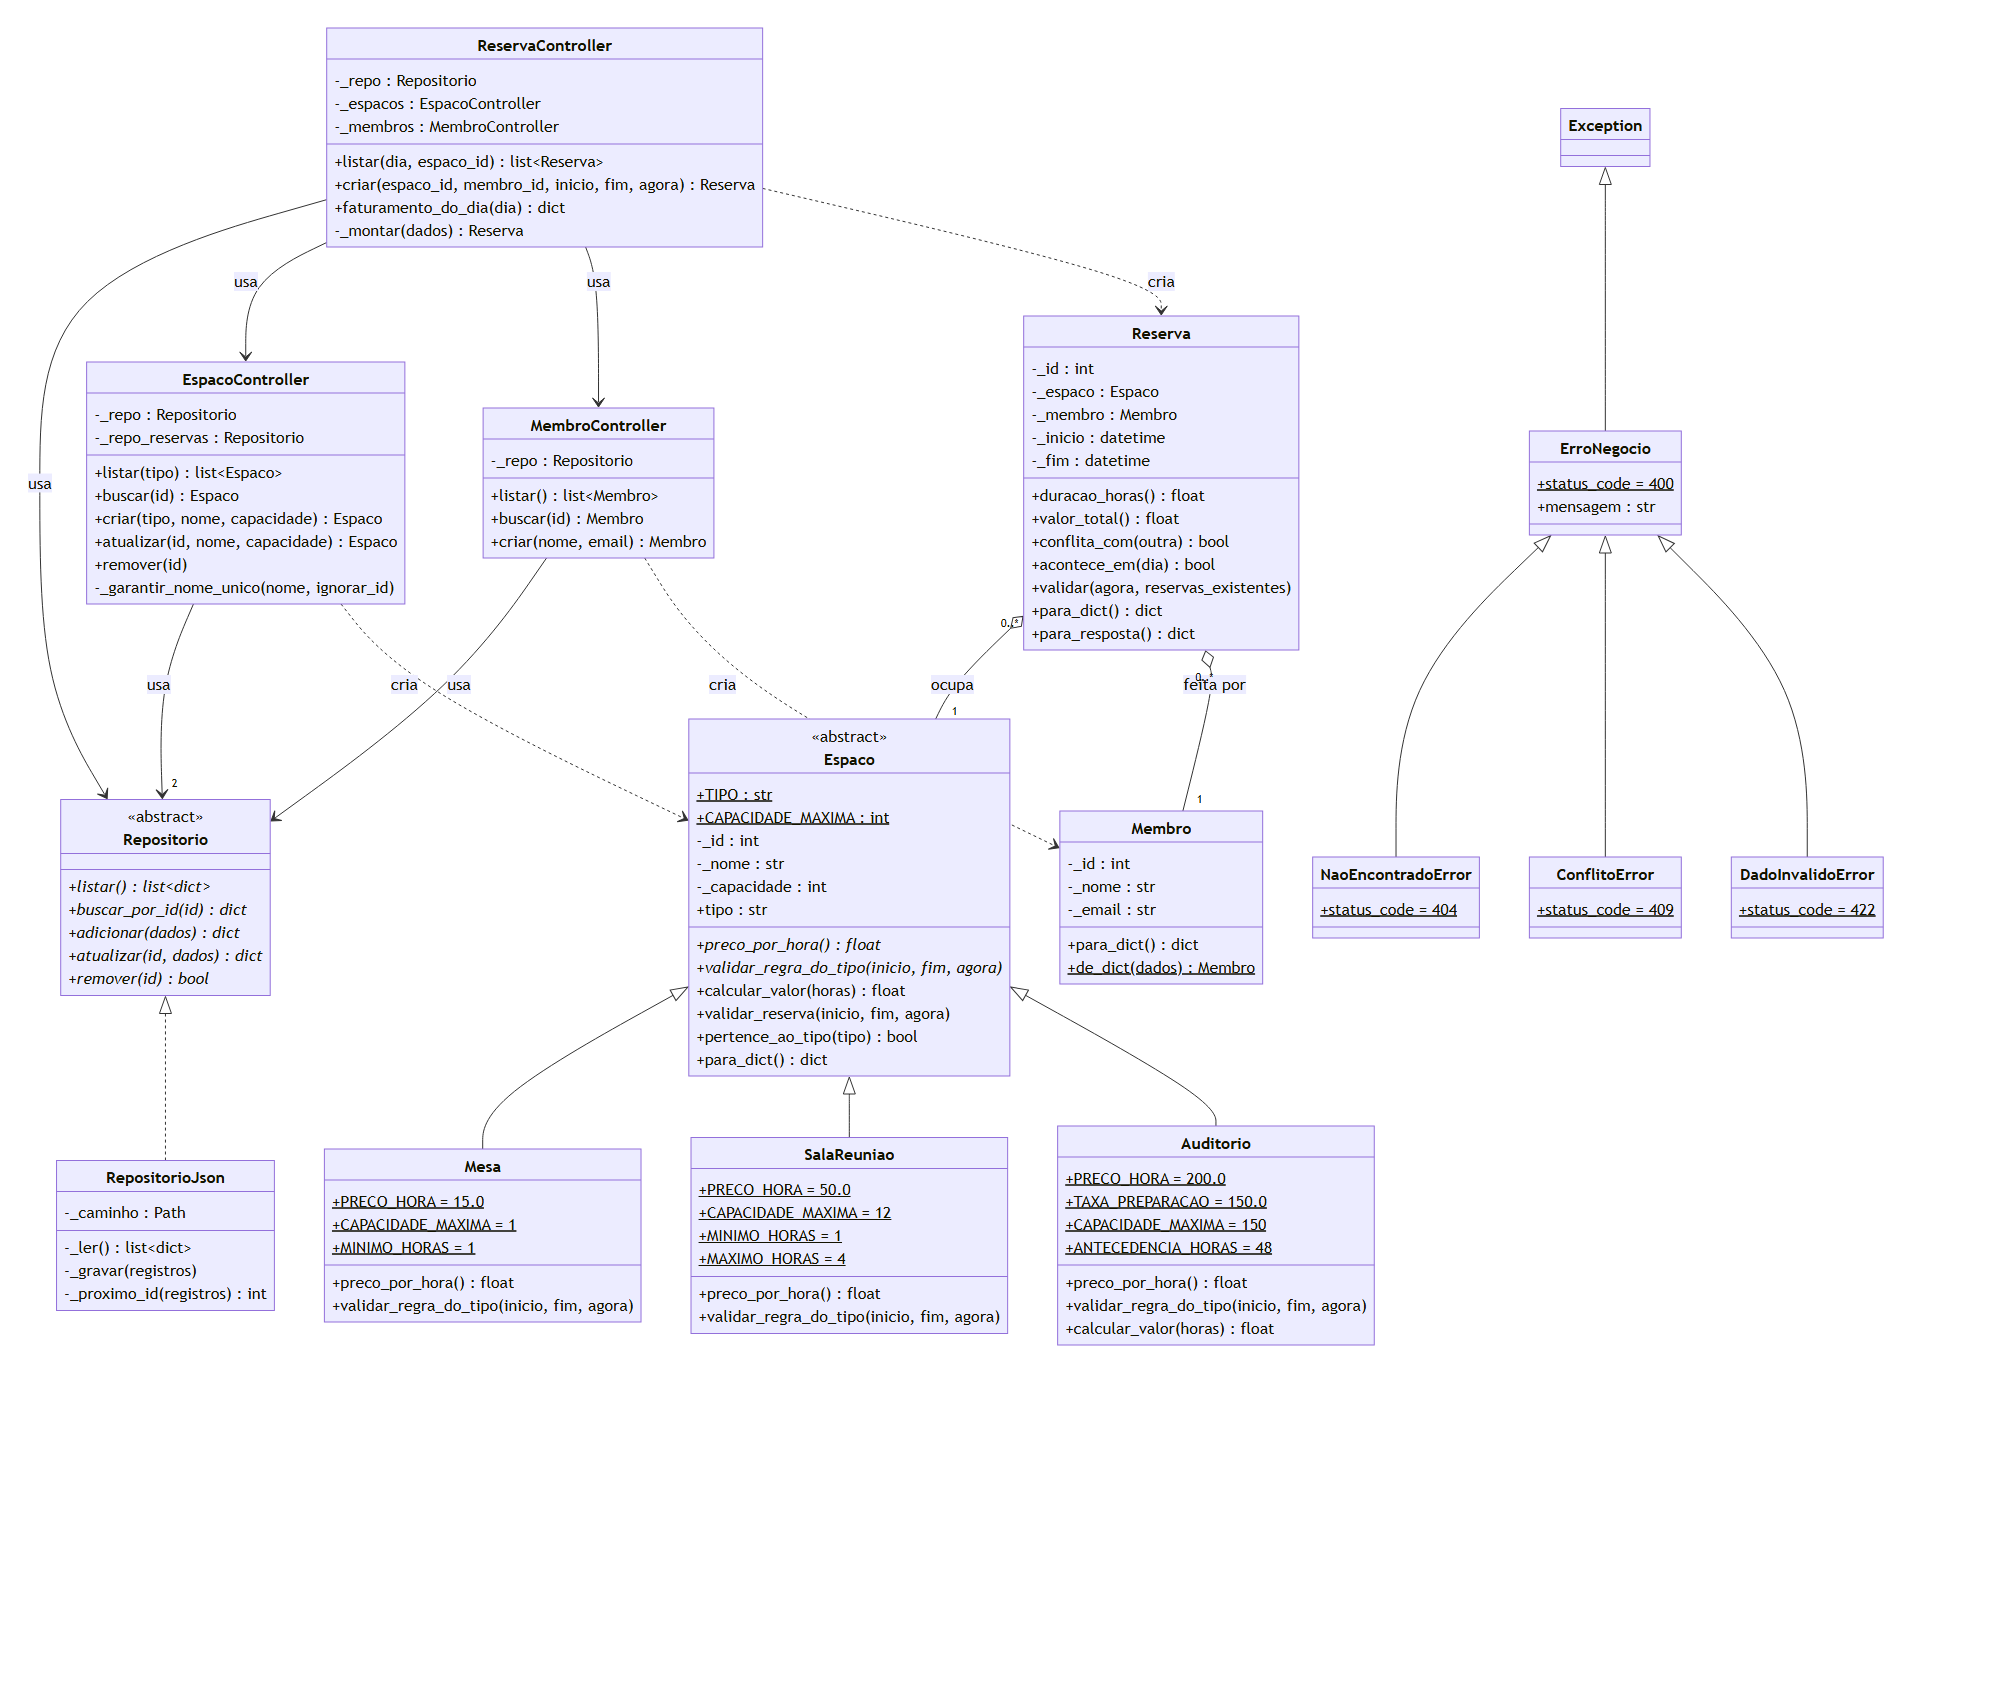 ReservaController
-_repo : Repositorio
-_espacos : EspacoController
-_membros : MembroController
+listar(dia, espaco_id) : list<Reserva>
+criar(espaco_id, membro_id, inicio, fim, agora) : Reserva
+faturamento_do_dia(dia) : dict
-_montar(dados) : Reserva
Exception
usa
usa
cria
usa
EspacoController
-_repo : Repositorio
-_repo_reservas : Repositorio
+listar(tipo) : list<Espaco>
+buscar(id) : Espaco
+criar(tipo, nome, capacidade) : Espaco
+atualizar(id, nome, capacidade) : Espaco
+remover(id)
-_garantir_nome_unico(nome, ignorar_id)
MembroController
-_repo : Repositorio
+listar() : list<Membro>
+buscar(id) : Membro
+criar(nome, email) : Membro
Reserva
-_id : int
-_espaco : Espaco
-_membro : Membro
-_inicio : datetime
-_fim : datetime
+duracao_horas() : float
+valor_total() : float
+conflita_com(outra) : bool
+acontece_em(dia) : bool
+validar(agora, reservas_existentes)
+para_dict() : dict
+para_resposta() : dict
ErroNegocio
+status_code = 400
+mensagem : str
0..*
0..*
usa
cria
usa
cria
ocupa
feita por
1
2
1
«abstract»
Repositorio
+listar() : list<dict>
+buscar_por_id(id) : dict
+adicionar(dados) : dict
+atualizar(id, dados) : dict
+remover(id) : bool
«abstract»
Espaco
+TIPO : str
+CAPACIDADE_MAXIMA : int
-_id : int
-_nome : str
-_capacidade : int
+tipo : str
+preco_por_hora() : float
+validar_regra_do_tipo(inicio, fim, agora)
+calcular_valor(horas) : float
+validar_reserva(inicio, fim, agora)
+pertence_ao_tipo(tipo) : bool
+para_dict() : dict
Membro
-_id : int
-_nome : str
-_email : str
+para_dict() : dict
+de_dict(dados) : Membro
NaoEncontradoError
+status_code = 404
ConflitoError
+status_code = 409
DadoInvalidoError
+status_code = 422
RepositorioJson
-_caminho : Path
-_ler() : list<dict>
-_gravar(registros)
-_proximo_id(registros) : int
Mesa
+PRECO_HORA = 15.0
+CAPACIDADE_MAXIMA = 1
+MINIMO_HORAS = 1
+preco_por_hora() : float
+validar_regra_do_tipo(inicio, fim, agora)
SalaReuniao
+PRECO_HORA = 50.0
+CAPACIDADE_MAXIMA = 12
+MINIMO_HORAS = 1
+MAXIMO_HORAS = 4
+preco_por_hora() : float
+validar_regra_do_tipo(inicio, fim, agora)
Auditorio
+PRECO_HORA = 200.0
+TAXA_PREPARACAO = 150.0
+CAPACIDADE_MAXIMA = 150
+ANTECEDENCIA_HORAS = 48
+preco_por_hora() : float
+validar_regra_do_tipo(inicio, fim, agora)
+calcular_valor(horas) : float